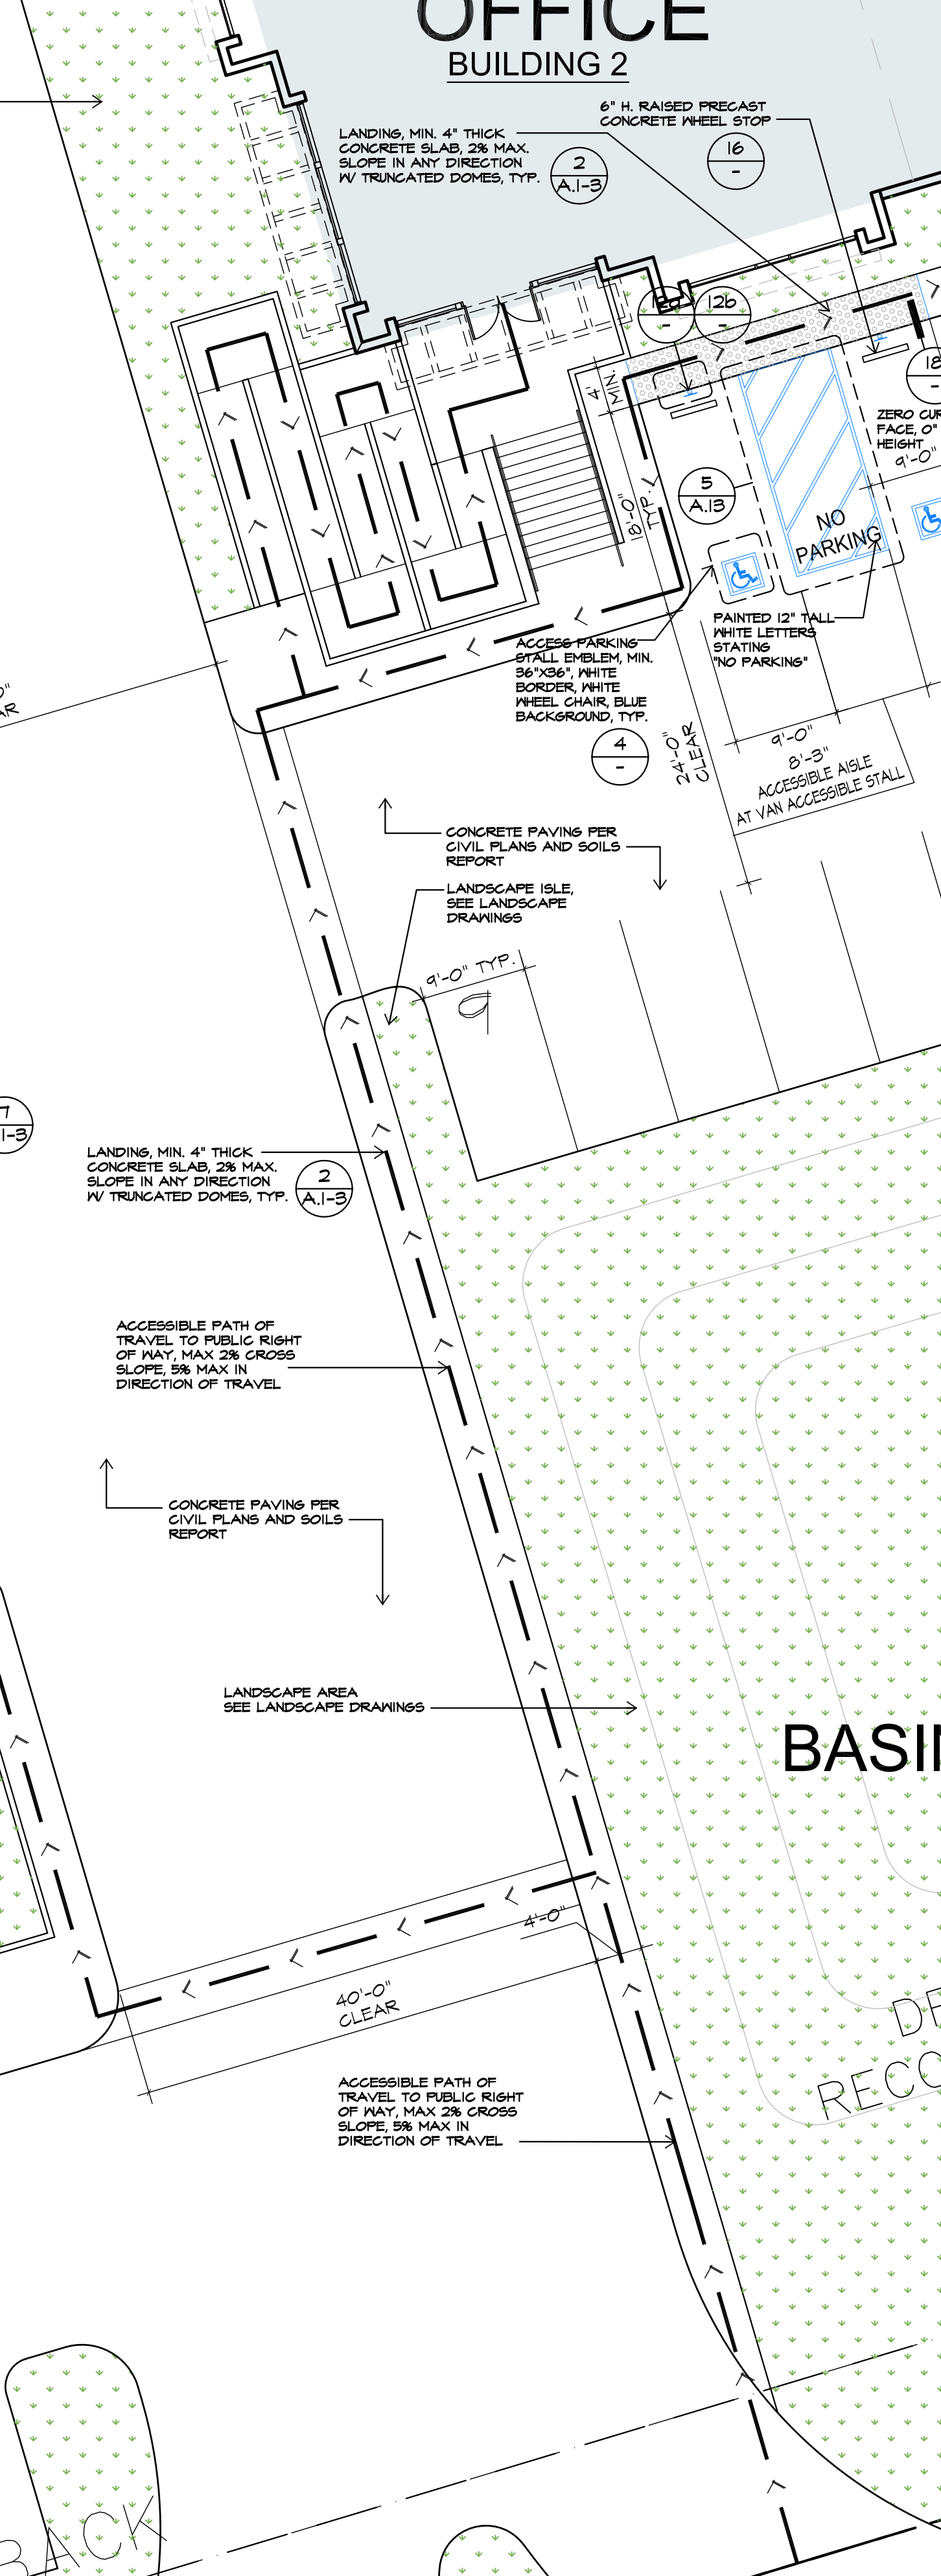 OFFICE
BUILDING 2
6" H. RAISED PRECAST
CONCRETE WHEEL STOP
16
-
LANDING, MIN. 4" THICK
CONCRETE SLAB, 2% MAX.
SLOPE IN ANY DIRECTION
W/ TRUNCATED DOMES, TYP.
2
A.1-3
12b
-
-
18
-
4'
MIN.
ZERO
FACE, 0"
HEIGHT
9'-0"
5
A.13
8'-0"
TYP.
NO
PARKING
PAINTED 12" TALL
WHITE LETTERS
STATING
"NO PARKING"
ACCESS PARKING
STALL EMBLEM, MIN.
36"X36", WHITE
BORDER, WHITE
WHEEL CHAIR, BLUE
BACKGROUND, TYP.
4
-
24'-0"
CLEAR
9'-0"
8'-3"
ACCESSIBLE AISLE
AT VAN ACCESSIBLE STALL
CONCRETE PAVING PER
CIVIL PLANS AND SOILS
REPORT
LANDSCAPE ISLE,
SEE LANDSCAPE
DRAWINGS
9'-0" TYP.
9
7
1-3
LANDING, MIN. 4" THICK
CONCRETE SLAB, 2% MAX.
SLOPE IN ANY DIRECTION
W/ TRUNCATED DOMES, TYP.
2
A.1-3
ACCESSIBLE PATH OF
TRAVEL TO PUBLIC RIGHT
OF WAY, MAX 2% CROSS
SLOPE, 5% MAX IN
DIRECTION OF TRAVEL
CONCRETE PAVING PER
CIVIL PLANS AND SOILS
REPORT
LANDSCAPE AREA
SEE LANDSCAPE DRAWINGS
BASIN
4'-0"
40'-0"
CLEAR
DE
RECO
ACCESSIBLE PATH OF
TRAVEL TO PUBLIC RIGHT
OF WAY, MAX 2% CROSS
SLOPE, 5% MAX IN
DIRECTION OF TRAVEL
BACK